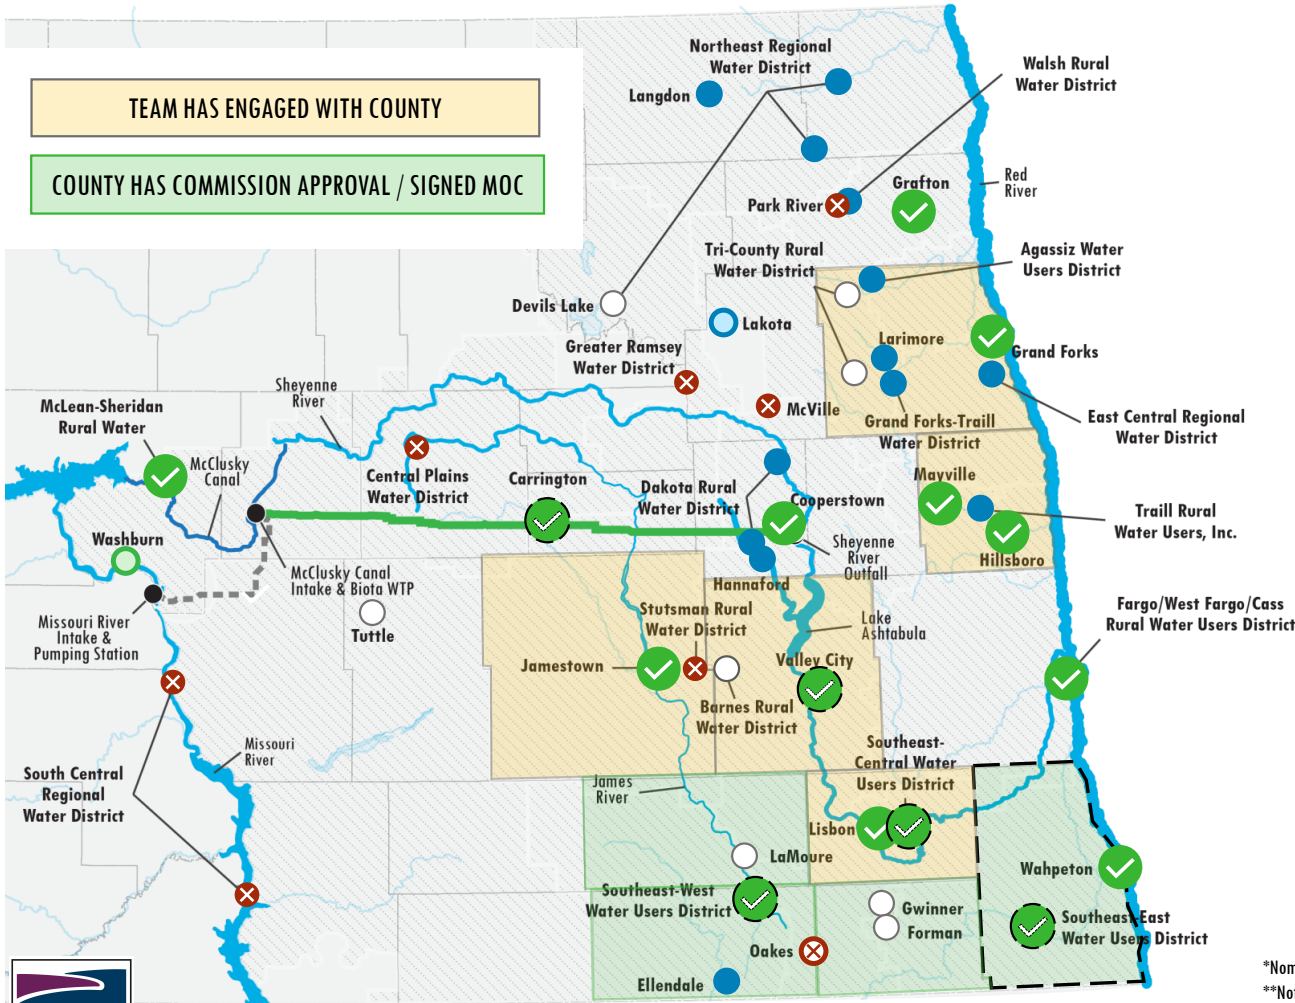 TEAM HAS ENGAGED WITH COUNTY
COUNTY HAS COMMISSION APPROVAL / SIGNED MOC
Northeast Regional
Water District
Langdon
Walsh Rural
Water District
Park River
Grafton
Red
River
Tri-County Rural
Water District
Agassiz Water
Users District
Devils Lake
Lakota
Larimore
Grand Forks
Greater Ramsey
Water District
Sheyenne
River
McVille
Grand Forks-Traill
Water District
East Central Regional
Water District
McLean-Sheridan
Rural Water
McClusky
Canal
Central Plains
Water District
Carrington
Dakota Rural
Water District
Cooperstown
Mayville
Traill Rural
Water Users, Inc.
Hillsboro
Washburn
McClusky Canal
Intake & Biota WTP
Sheyenne
River
Outfall
Hannaford
Missouri River
Intake &
Pumping Station
Tuttle
Stutsman Rural
Water District
Lake
Ashtabula
Fargo/West Fargo/Cass
Rural Water Users District
Jamestown
Valley City
Barnes Rural
Water District
Missouri
River
South Central
Regional
Water District
Southeast-
Central Water
Users District
James
River
Lisbon
LaMoure
Wahpeton
Southeast-West
Water Users District
Gwinner
Forman
Southeast-East
Water Users District
Oakes
Ellendale
*Nom
**Not